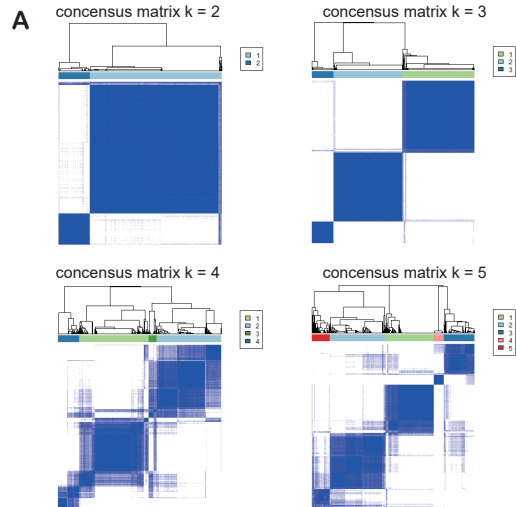 A
concensus matrix k = 2
1
2
concensus matrix k = 3
1
2
3
concensus matrix k = 4
1
2
3
4
concensus matrix k = 5
1
2
3
4
5